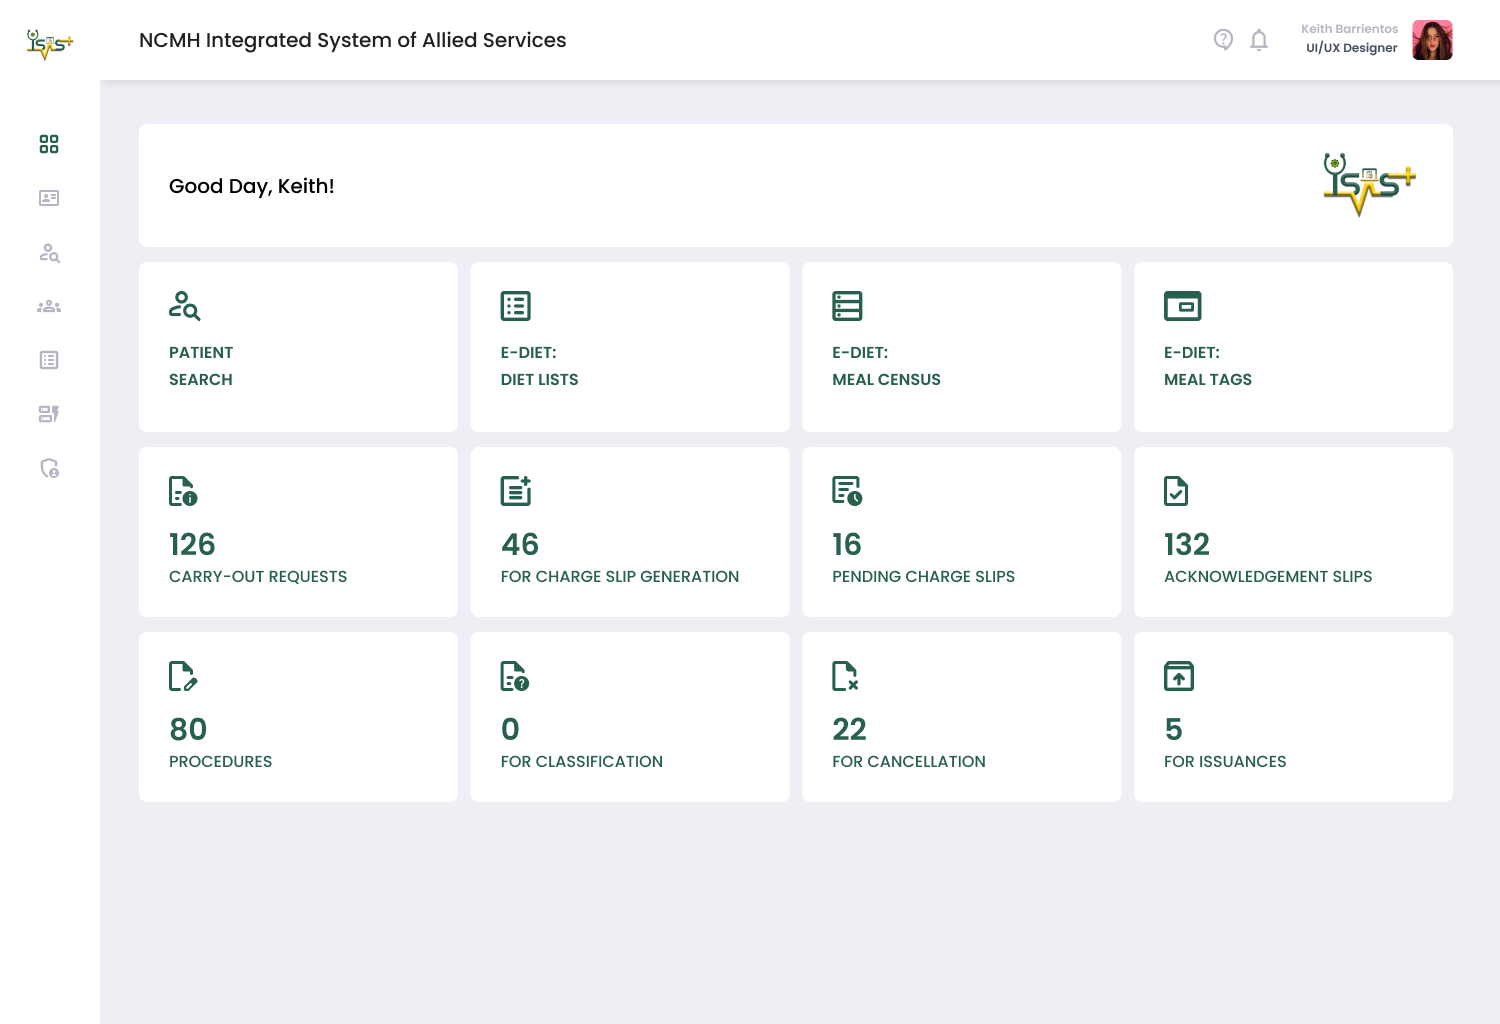 iSAS+
NCMH Integrated System of Allied Services
Keith Barrientos
UI/UX Designer
Good Day, Keith!
iSAS+
PATIENT
SEARCH
E-DIET:
DIET LISTS
E-DIET:
MEAL CENSUS
E-DIET:
MEAL TAGS
126
CARRY-OUT REQUESTS
46
FOR CHARGE SLIP GENERATION
16
PENDING CHARGE SLIPS
132
ACKNOWLEDGEMENT SLIPS
80
PROCEDURES
0
FOR CLASSIFICATION
22
FOR CANCELLATION
5
FOR ISSUANCES